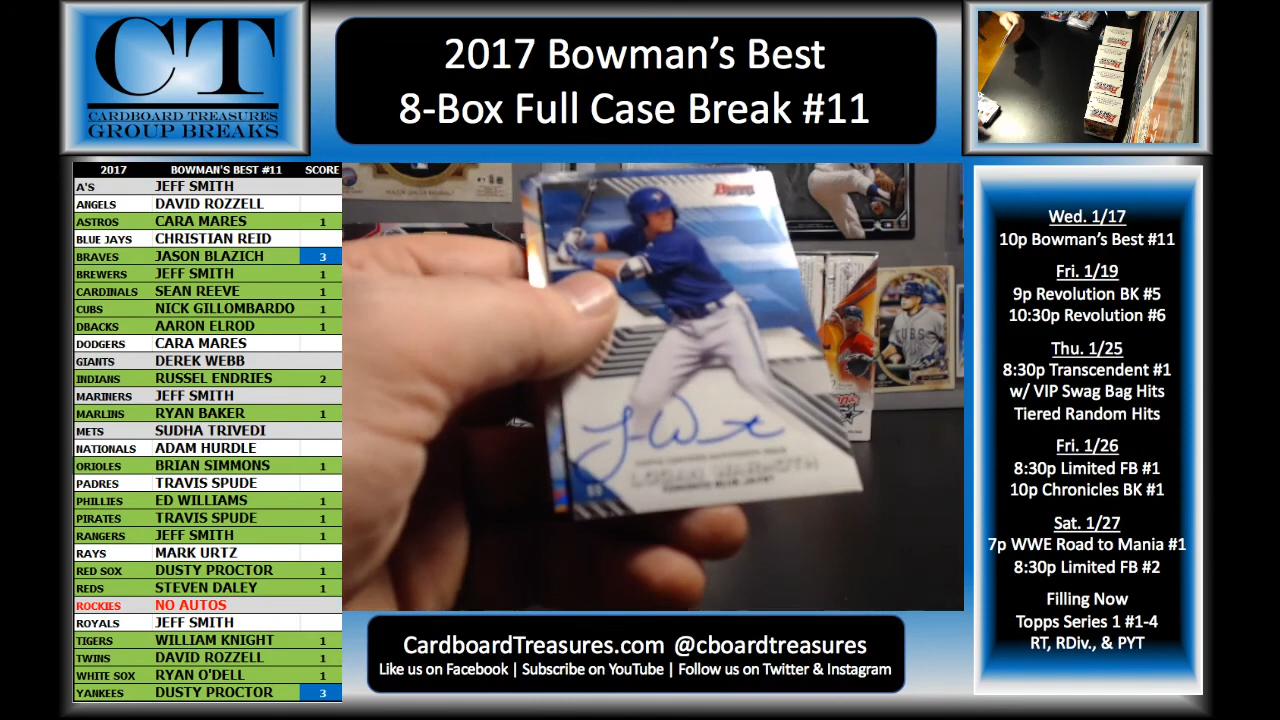 CT
CARDBOARD TREASURES
GROUP BREAKS
2017 Bowman's Best
8-Box Full Case Break #11
2017 BOWMAN'S BEST #11 SCORE
A'S JEFF SMITH
ANGELS DAVID ROZZELL
ASTROS CARA MARES 1
BLUE JAYS CHRISTIAN REID
BRAVES JASON BLAZICH 3
BREWERS JEFF SMITH 1
CARDINALS SEAN REEVE 1
CUBS NICK GILLOMBARDO 1
DBACKS AARON ELROD 1
DODGERS CARA MARES
GIANTS DEREK WEBB
INDIANS RUSSEL ENDRIES 2
MARINERS JEFF SMITH
MARLINS RYAN BAKER 1
METS SUDHA TRIVEDI
NATIONALS ADAM HURDLE
ORIOLES BRIAN SIMMONS 1
PADRES TRAVIS SPUDE
PHILLIES ED WILLIAMS 1
PIRATES TRAVIS SPUDE 1
RANGERS JEFF SMITH 1
RAYS MARK URTZ
RED SOX DUSTY PROCTOR 1
REDS STEVEN DALEY 1
ROCKIES NO AUTOS
ROYALS JEFF SMITH
TIGERS WILLIAM KNIGHT 1
TWINS DAVID ROZZELL 1
WHITE SOX RYAN O'DELL 1
YANKEES DUSTY PROCTOR 3
LOGAN WARMOTH
TORONTO BLUE JAYS
CUBS
CardboardTreasures.com @cboardtreasures
Like us on Facebook | Subscribe on YouTube | Follow us on Twitter & Instagram
Wed. 1/17
10p Bowman's Best #11
Fri. 1/19
9p Revolution BK #5
10:30p Revolution #6
Thu. 1/25
8:30p Transcendent #1
w/ VIP Swag Bag Hits
Tiered Random Hits
Fri. 1/26
8:30p Limited FB #1
10p Chronicles BK #1
Sat. 1/27
7p WWE Road to Mania #1
8:30p Limited FB #2
Filling Now
Topps Series 1 #1-4
RT, RDiv., & PYT